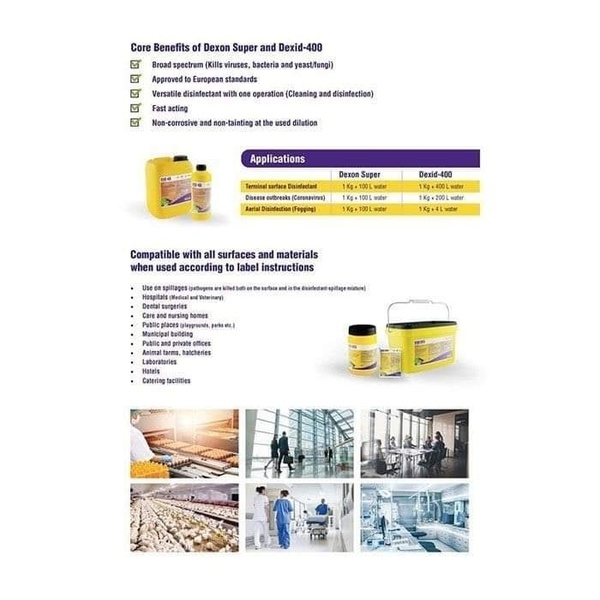 Core Benefits of Dexon Super and Dexid-400
Broad spectrum (Kills viruses, bacteria and yeast/fungi)
Approved to European standards
Versatile disinfectant with one operation (Cleaning and disinfection)
Fast acting
Non-corrosive and non-tainting at the used dilution
Applications
Dexon Super Dexid-400
Terminal surface Disinfectant 1 Kg + 100 L water 1 Kg + 400 L water
Disease outbreaks (Coronavirus) 1 Kg + 100 L water 1 Kg + 200 L water
Aerial Disinfection (Fogging) 1 Kg + 100 L water 1 Kg + 4 L water
Compatible with all surfaces and materials
when used according to label instructions
• Use on spillages (pathogens are killed both on the surface and in the disinfectant-spillage mixture)
• Hospitals (Medical and Veterinary)
• Dental surgeries
• Care and nursing homes
• Public places (playgrounds, parks etc.)
• Municipal building
• Public and private offices
• Animal farms, hatcheries
• Laboratories
• Hotels
• Catering facilities